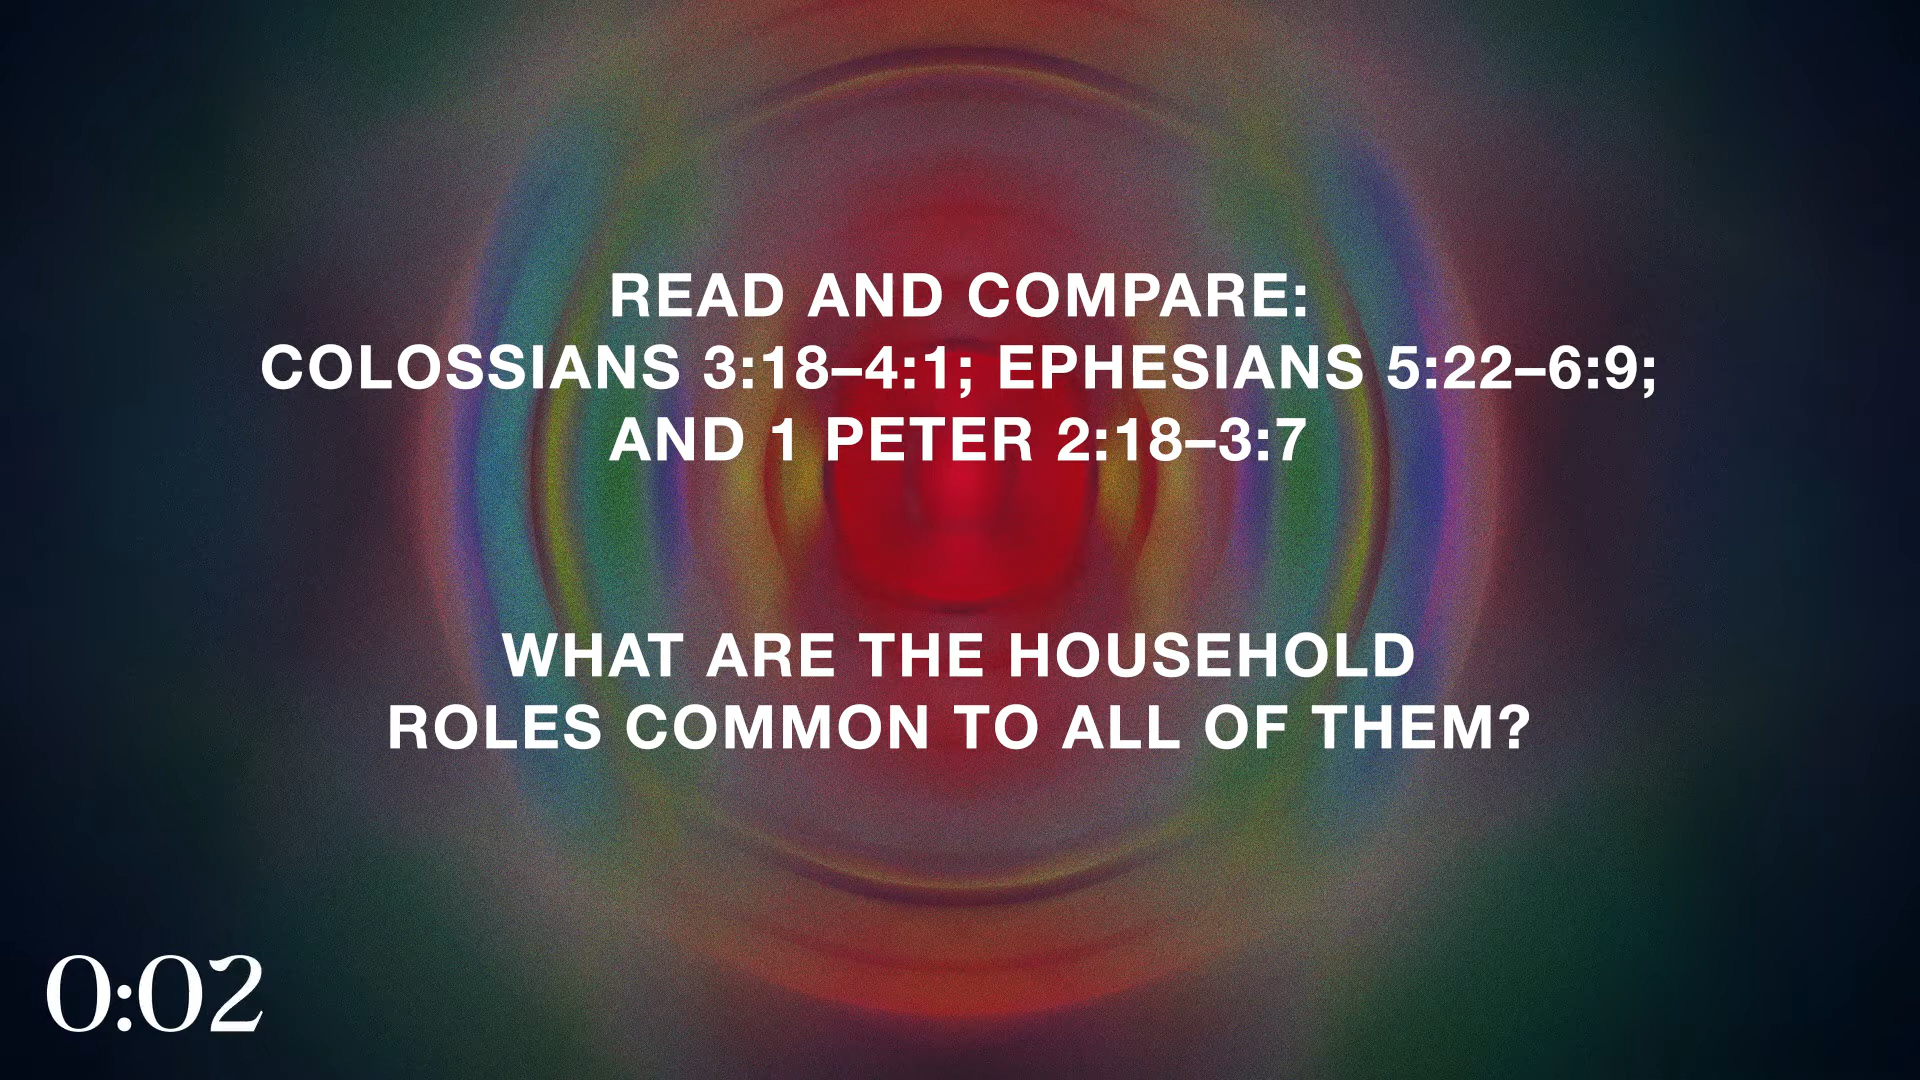 READ AND COMPARE:
COLOSSIANS 3:18–4:1; EPHESIANS 5:22–6:9;
AND 1 PETER 2:18–3:7
WHAT ARE THE HOUSEHOLD
ROLES COMMON TO ALL OF THEM?
0:02